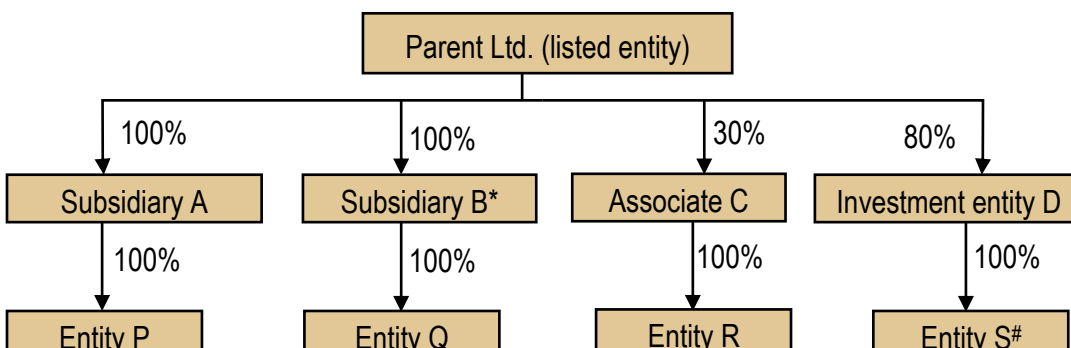 Parent Ltd. (listed entity)
100% 100% 30% 80%
Subsidiary A Subsidiary B* Associate C Investment entity D
100% 100% 100% 100%
Entity P Entity Q Entity R Entity S#